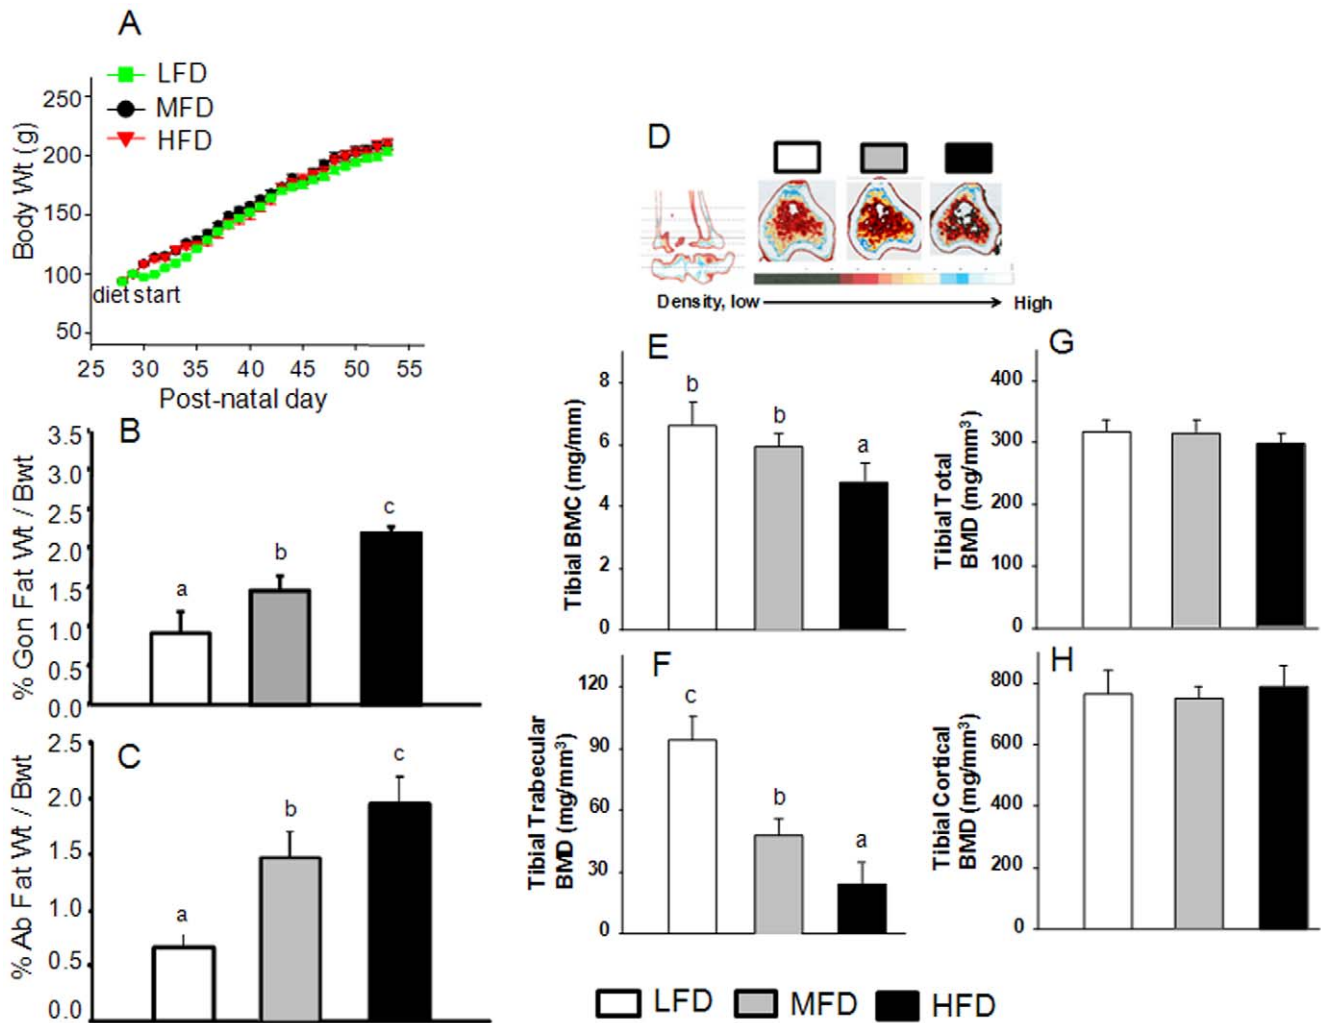 A
LFD
MFD
HFD
Body Wt (g)
250
200
150
100
50
diet start
25 30 35 40 45 50 55
Post-natal day
B
% Gon Fat Wt / Bwt
3.5
3.0
2.5
2.0
1.5
1.0
0.5
0.0
a
b
c
C
% Ab Fat Wt / Bwt
2.5
2.0
1.5
1.0
0.5
0.0
a
b
c
D
Density, low
High
E
Tibial BMC (mg/mm)
8
6
4
2
0
b
b
a
F
Tibial Trabecular
BMD (mg/mm³)
120
90
60
30
0
c
b
a
G
Tibial Total
BMD (mg/mm³)
400
300
200
100
0
H
Tibial Cortical
BMD (mg/mm³)
800
600
400
200
0
LFD MFD HFD